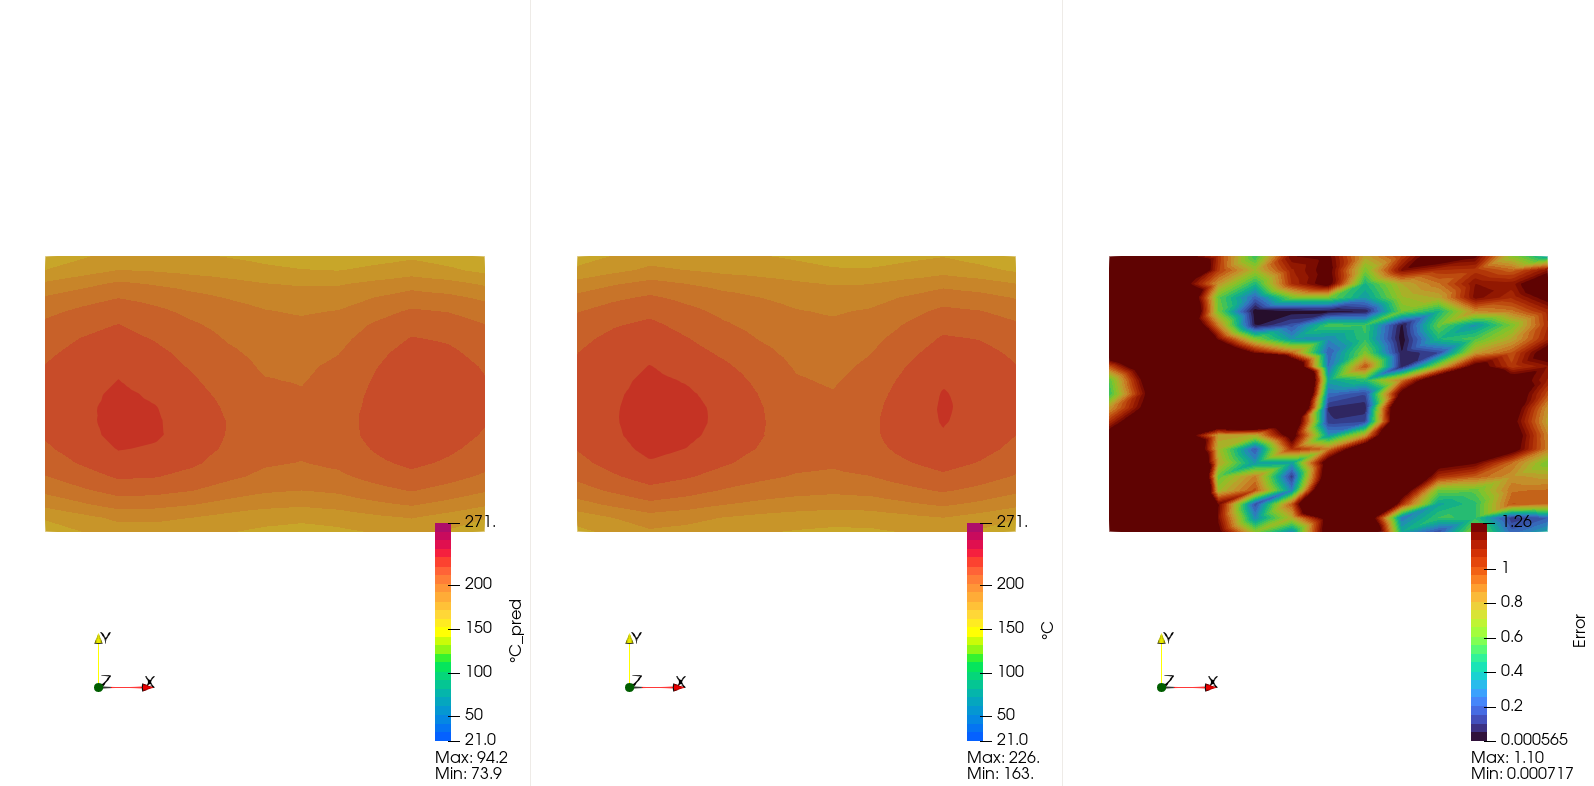 271.
200
150
100
50
21.0
°C_pred
Max: 94.2
Min: 73.9
Y
Z
X
271.
200
150
100
50
21.0
°C
Max: 226.
Min: 163.
Y
Z
X
1.26
1
0.8
0.6
0.4
0.2
0.000565
Error
Max: 1.10
Min: 0.000717
Y
Z
X